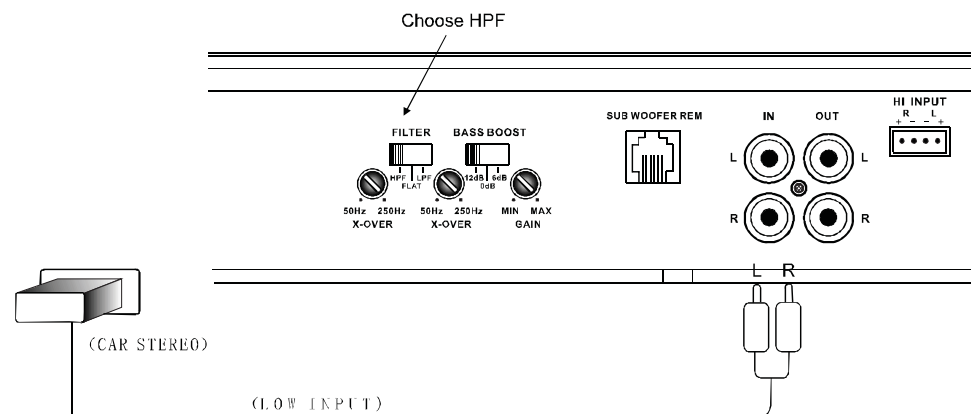 Choose HPF
HI INPUT
R L
+ - - +
SUB WOOFER REM
IN OUT
FILTER BASS BOOST
L L
HPF LPF 12dB 6dB
FLAT 0dB
50Hz 250Hz 50Hz 250Hz MIN MAX
X-OVER X-OVER GAIN
R R
L R
(CAR STEREO)
(LOW INPUT)